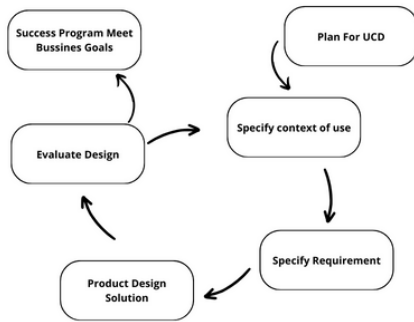 Success Program Meet
Bussines Goals
Plan For UCD
Specify context of use
Evaluate Design
Specify Requirement
Product Design
Solution